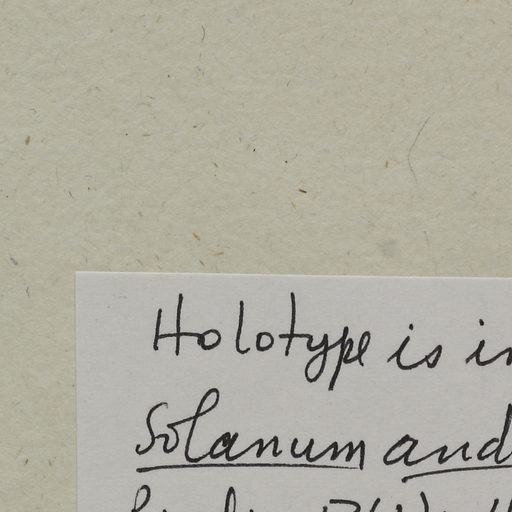 Holotype is in
Solanum and